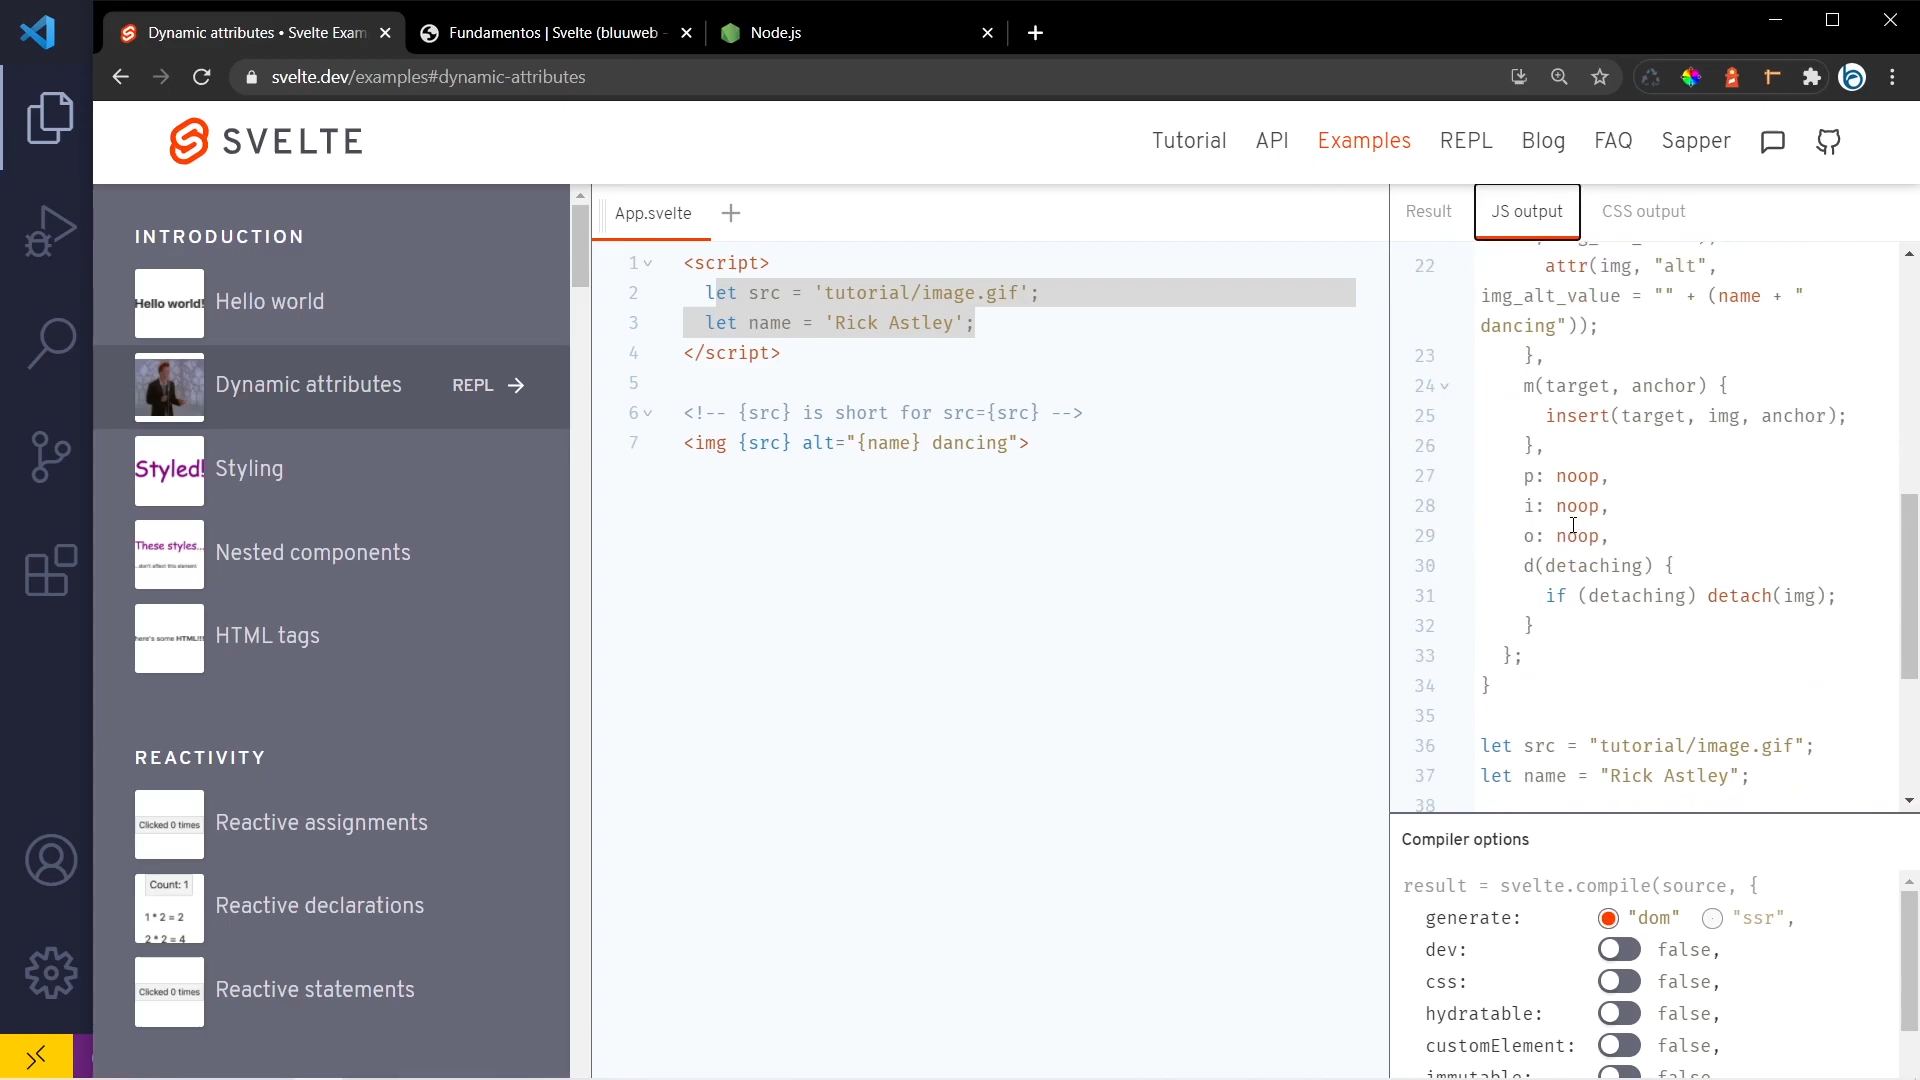 Dynamic attributes • Svelte Exam
Fundamentos | Svelte (bluuweb -
Node.js
svelte.dev/examples#dynamic-attributes
SVELTE
Tutorial
API
Examples
REPL
Blog
FAQ
Sapper
INTRODUCTION
Hello world!
Hello world
Dynamic attributes
REPL →
Styled!
Styling
These styles...
...don't affect this element
Nested components
here's some HTML!!!
HTML tags
REACTIVITY
Clicked 0 times
Reactive assignments
Count: 1
1 * 2 = 2
2 * 2 = 4
Reactive declarations
Clicked 0 times
Reactive statements
App.svelte
1 <script>
2 let src = 'tutorial/image.gif';
3 let name = 'Rick Astley';
4 </script>
5
6 <!-- {src} is short for src={src} -->
7 <img {src} alt="{name} dancing">
Result
JS output
CSS output
22 attr(img, "alt",
img_alt_value = "" + (name + "
dancing"));
23 },
24 m(target, anchor) {
25 insert(target, img, anchor);
26 },
27 p: noop,
28 i: noop,
29 o: noop,
30 d(detaching) {
31 if (detaching) detach(img);
32 }
33 };
34 }
35
36 let src = "tutorial/image.gif";
37 let name = "Rick Astley";
38
Compiler options
result = svelte.compile(source, {
generate: "dom" "ssr",
dev: false,
css: false,
hydratable: false,
customElement: false,
immutable: false